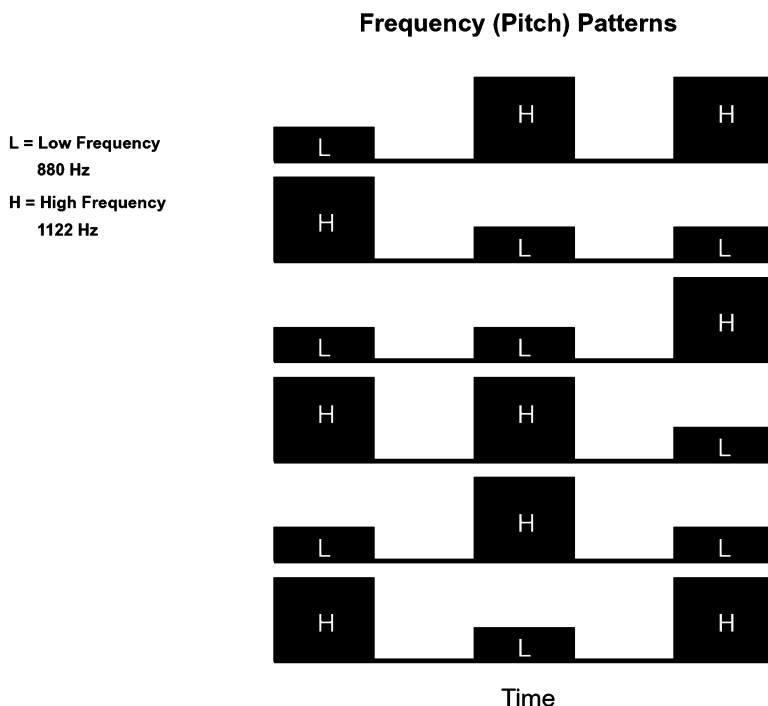 Frequency (Pitch) Patterns
L = Low Frequency
880 Hz
H = High Frequency
1122 Hz
L H H
H L L
L L H
H H L
L H L
H L H
Time